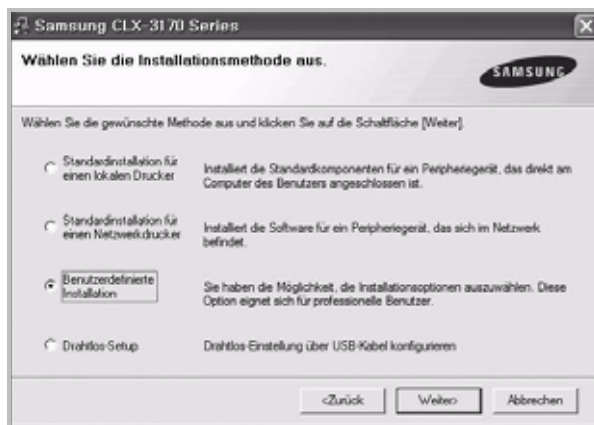 Samsung CLX-3170 Series
Wählen Sie die Installationsmethode aus.
SAMSUNG
Wählen Sie die gewünschte Methode aus und klicken Sie auf die Schaltfläche [Weiter].
Standardinstallation für
einen lokalen Drucker
Installiert die Standardkomponenten für ein Peripheriegerät, das direkt am
Computer des Benutzers angeschlossen ist.
Standardinstallation für
einen Netzwerkdrucker
Installiert die Software für ein Peripheriegerät, das sich im Netzwerk
befindet.
Benutzerdefinierte
Installation
Sie haben die Möglichkeit, die Installationsoptionen auszuwählen. Diese
Option eignet sich für professionelle Benutzer.
Drahtlos-Setup
Drahtlos-Einstellung über USB-Kabel konfigurieren
<Zurück
Weiter>
Abbrechen